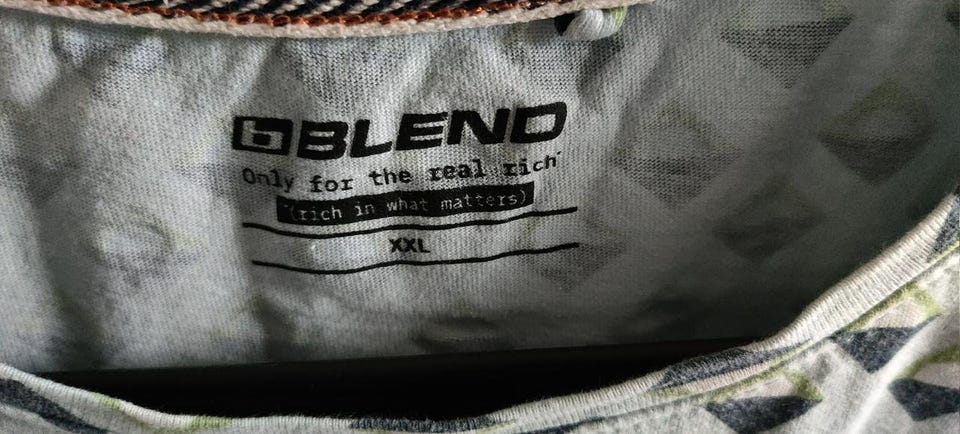 b BLEND
Only for the real rich
(rich in what matters)
XXL